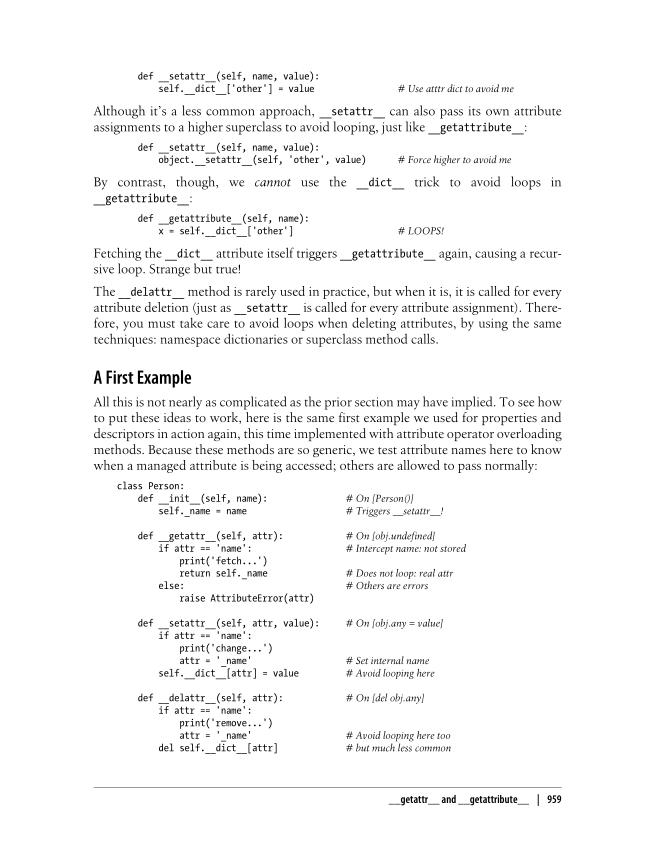 def __setattr__(self, name, value):
self.__dict__['other'] = value # Use atttr dict to avoid me
Although it's a less common approach, __setattr__ can also pass its own attribute
assignments to a higher superclass to avoid looping, just like __getattribute__:
def __setattr__(self, name, value):
object.__setattr__(self, 'other', value) # Force higher to avoid me
By contrast, though, we cannot use the __dict__ trick to avoid loops in
__getattribute__:
def __getattribute__(self, name):
x = self.__dict__['other'] # LOOPS!
Fetching the __dict__ attribute itself triggers __getattribute__ again, causing a recur-
sive loop. Strange but true!
The __delattr__ method is rarely used in practice, but when it is, it is called for every
attribute deletion (just as __setattr__ is called for every attribute assignment). There-
fore, you must take care to avoid loops when deleting attributes, by using the same
techniques: namespace dictionaries or superclass method calls.
A First Example
All this is not nearly as complicated as the prior section may have implied. To see how
to put these ideas to work, here is the same first example we used for properties and
descriptors in action again, this time implemented with attribute operator overloading
methods. Because these methods are so generic, we test attribute names here to know
when a managed attribute is being accessed; others are allowed to pass normally:
class Person:
def __init__(self, name): # On [Person()]
self._name = name # Triggers __setattr__!
def __getattr__(self, attr): # On [obj.undefined]
if attr == 'name': # Intercept name: not stored
print('fetch...')
return self._name # Does not loop: real attr
else: # Others are errors
raise AttributeError(attr)
def __setattr__(self, attr, value): # On [obj.any = value]
if attr == 'name':
print('change...')
attr = '_name' # Set internal name
self.__dict__[attr] = value # Avoid looping here
def __delattr__(self, attr): # On [del obj.any]
if attr == 'name':
print('remove...')
attr = '_name' # Avoid looping here too
del self.__dict__[attr] # but much less common
__getattr__ and __getattribute__ | 959